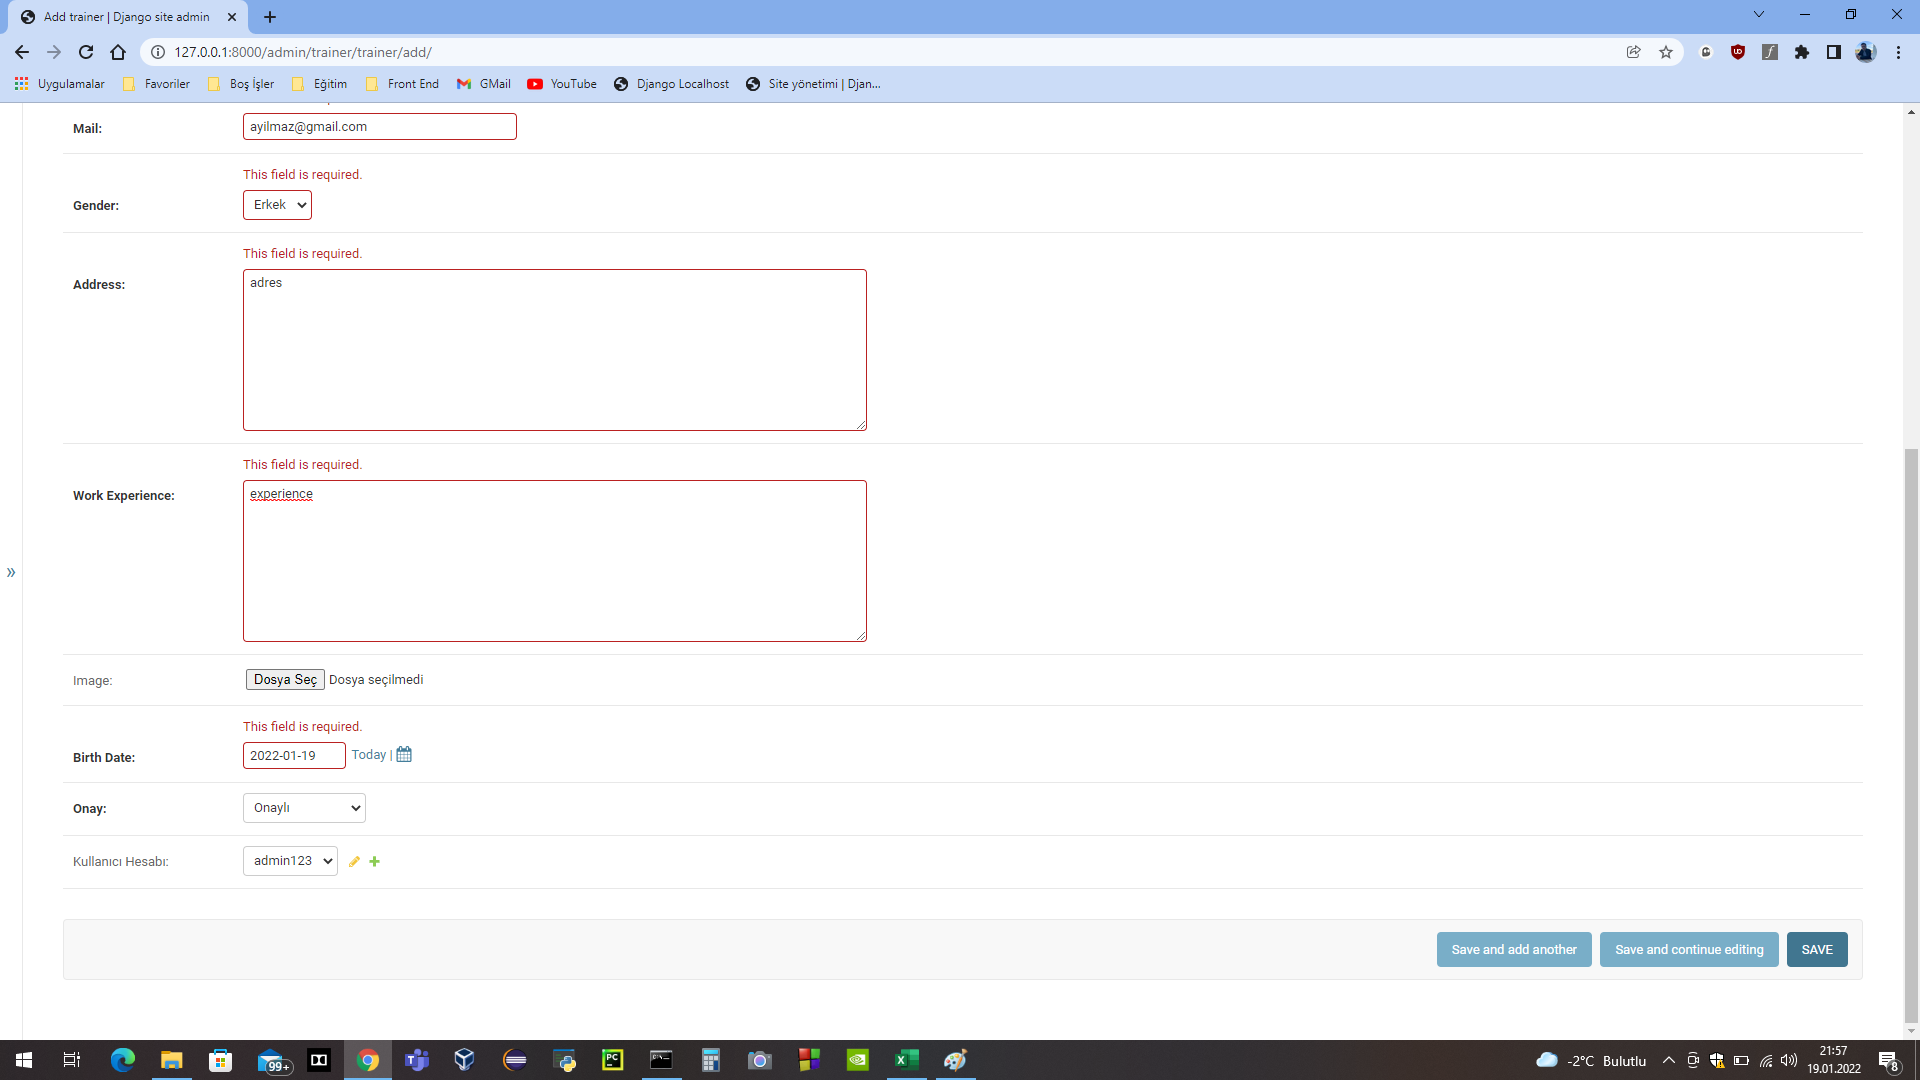 Add trainer | Django site admin
127.0.0.1:8000/admin/trainer/trainer/add/
Uygulamalar
Favoriler
Boş İşler
Eğitim
Front End
GMail
YouTube
Django Localhost
Site yönetimi | Djan...
Mail:
ayilmaz@gmail.com
This field is required.
Gender:
Erkek
This field is required.
Address:
adres
This field is required.
Work Experience:
experience
»
Image:
Dosya Seç Dosya seçilmedi
This field is required.
Birth Date:
2022-01-19
Today |
Onay:
Onaylı
Kullanıcı Hesabı:
admin123
Save and add another
Save and continue editing
SAVE
99+
PC
-2°C Bulutlu
21:57
19.01.2022
8